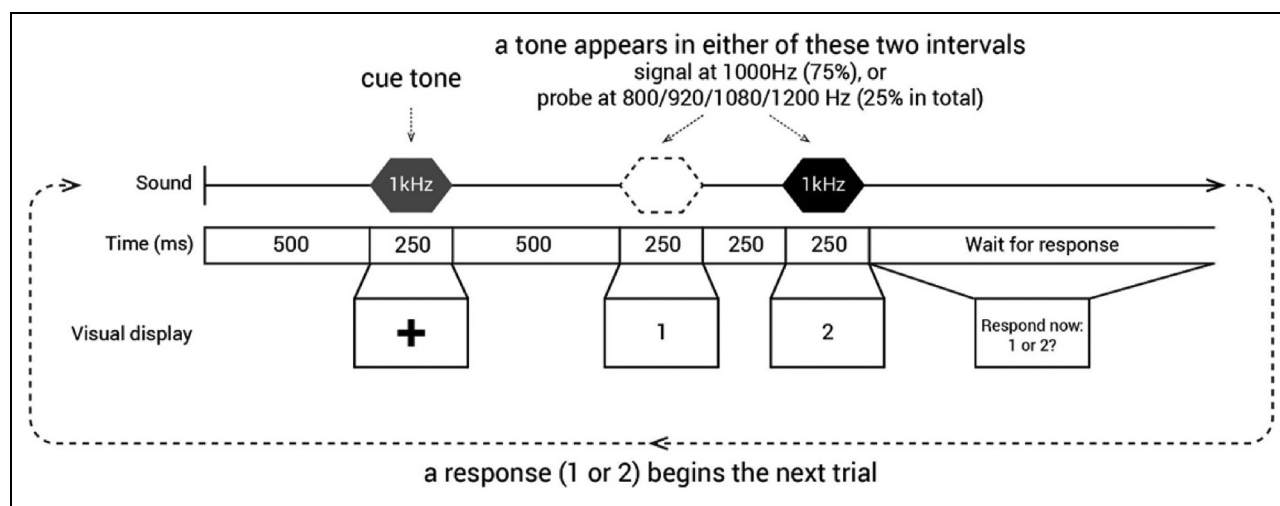 a tone appears in either of these two intervals
signal at 1000Hz (75%), or
probe at 800/920/1080/1200 Hz (25% in total)
cue tone
Sound
1kHz
1kHz
Time (ms)
500
250
500
250
250
250
Wait for response
Visual display
+
1
2
Respond now:
1 or 2?
a response (1 or 2) begins the next trial